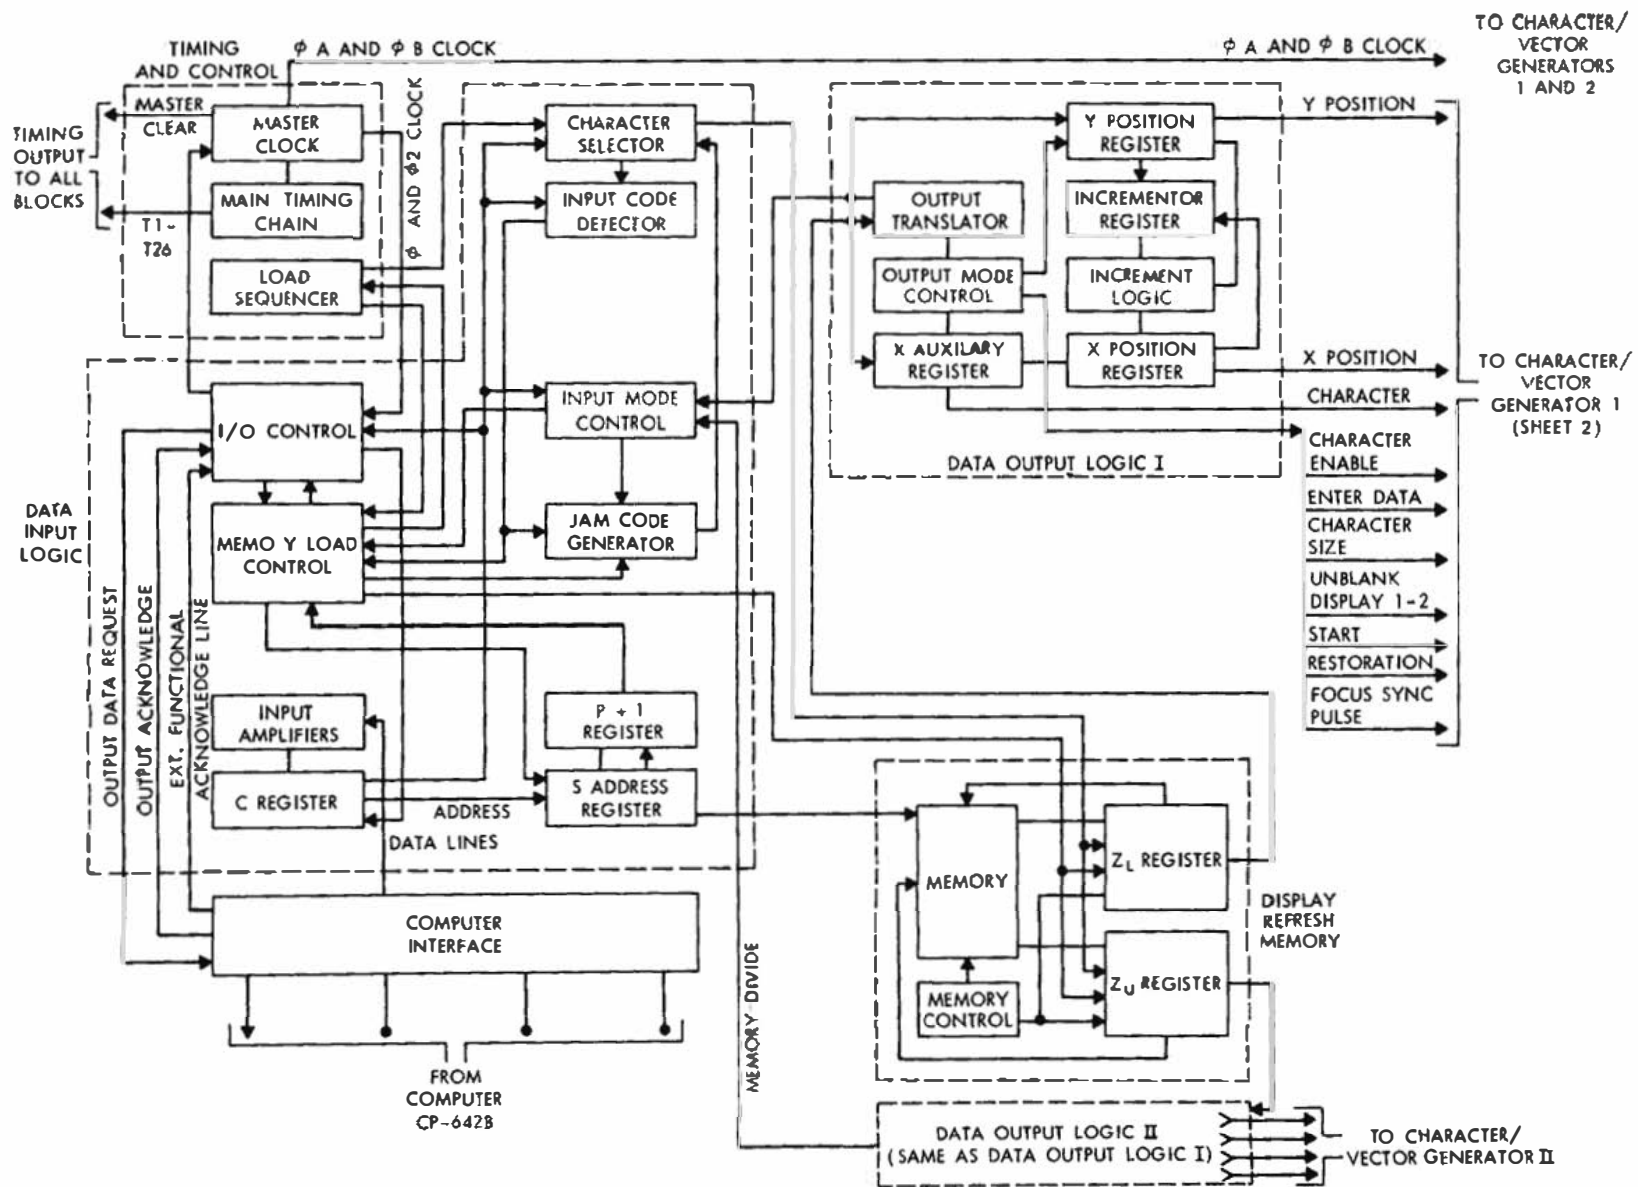 TIMING
AND CONTROL
ϕ A AND ϕ B CLOCK
ϕ A AND ϕ B CLOCK
TO CHARACTER/
VECTOR
GENERATORS
1 AND 2
MASTER
CLEAR
TIMING
OUTPUT
TO ALL
BLOCKS
T1-
T26
MASTER
CLOCK
MAIN TIMING
CHAIN
LOAD
SEQUENCER
ϕ AND ϕ2 CLOCK
CHARACTER
SELECTOR
INPUT CODE
DETECTOR
INPUT MODE
CONTROL
JAM CODE
GENERATOR
OUTPUT
TRANSLATOR
OUTPUT MODE
CONTROL
X AUXILARY
REGISTER
Y POSITION
REGISTER
INCREMENTOR
REGISTER
INCREMENT
LOGIC
X POSITION
REGISTER
DATA OUTPUT LOGIC I
Y POSITION
X POSITION
CHARACTER
CHARACTER
ENABLE
ENTER DATA
CHARACTER
SIZE
UNBLANK
DISPLAY 1-2
START
RESTORATION
FOCUS SYNC
PULSE
TO CHARACTER/
VECTOR
GENERATOR 1
(SHEET 2)
DATA
INPUT
LOGIC
I/O CONTROL
MEMO Y LOAD
CONTROL
OUTPUT DATA REQUEST
OUTPUT ACKNOWLEDGE
EXT. FUNCTIONAL
ACKNOWLEDGE LINE
INPUT
AMPLIFIERS
C REGISTER
P + 1
REGISTER
S ADDRESS
REGISTER
ADDRESS
DATA LINES
COMPUTER
INTERFACE
FROM
COMPUTER
CP-642B
MEMORY DIVIDE
MEMORY
MEMORY
CONTROL
ZL REGISTER
ZU REGISTER
DISPLAY
REFRESH
MEMORY
DATA OUTPUT LOGIC II
(SAME AS DATA OUTPUT LOGIC I)
TO CHARACTER/
VECTOR GENERATOR II